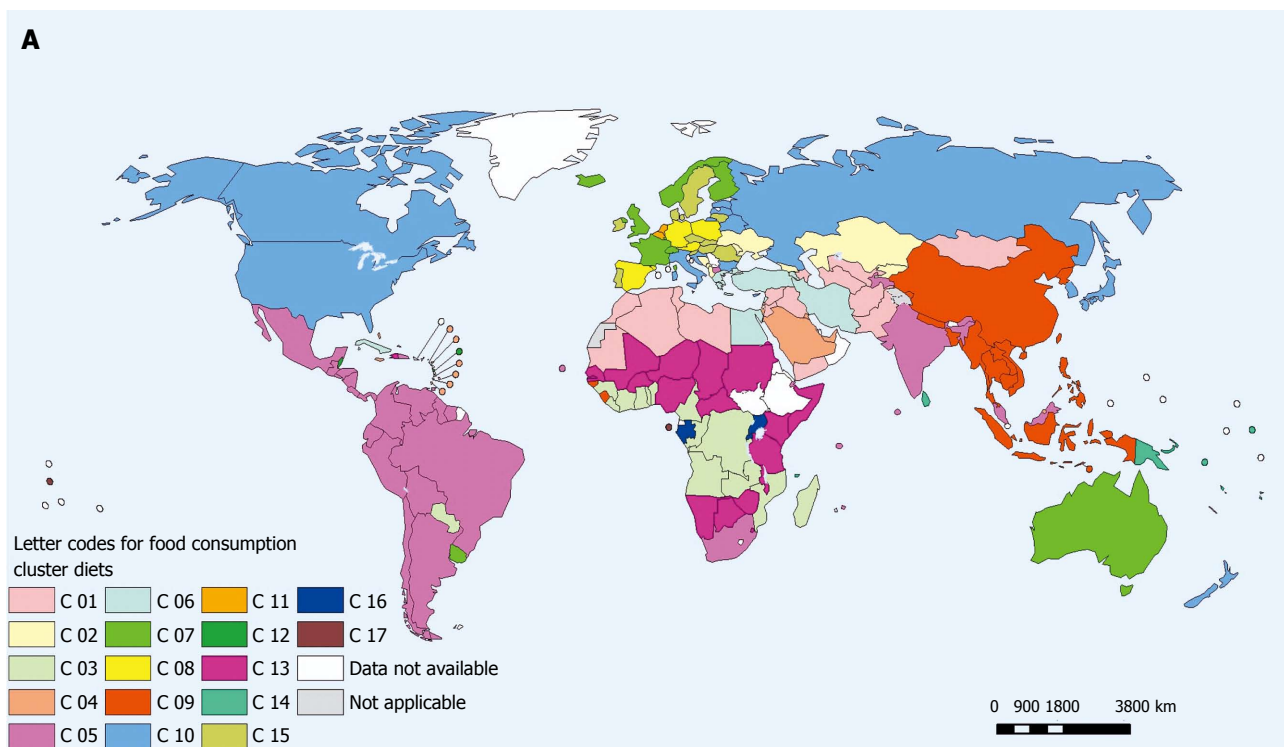 A
Letter codes for food consumption
cluster diets
C 01 C 06 C 11 C 16
C 02 C 07 C 12 C 17
C 03 C 08 C 13 Data not available
C 04 C 09 C 14 Not applicable
C 05 C 10 C 15
0 900 1800 3800 km